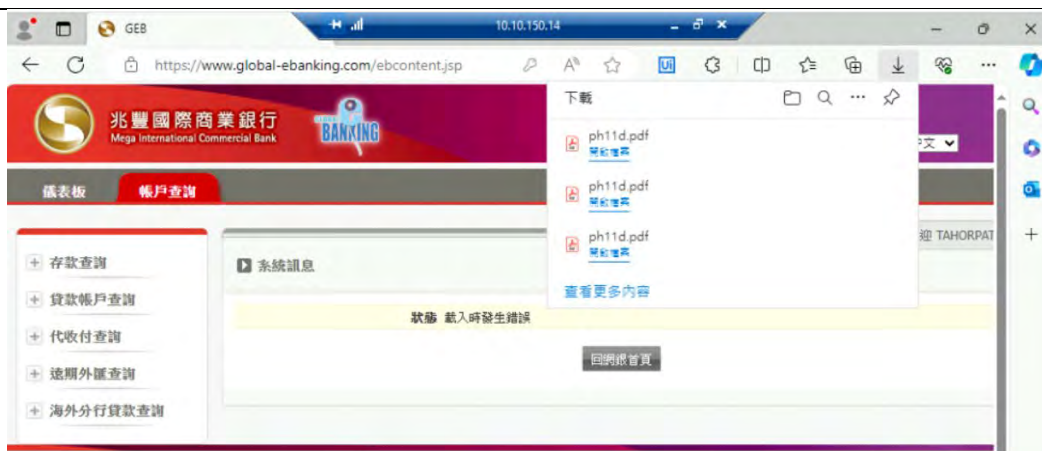 GEB
10.10.150.14
https://www.global-ebanking.com/ebcontent.jsp
下載
ph11d.pdf
開啟檔案
ph11d.pdf
開啟檔案
ph11d.pdf
開啟檔案
查看更多內容
兆豐國際商業銀行
Mega International Commercial Bank
BANKING
中文
儀表板
帳戶查詢
迎 TAHORPAT
存款查詢
貸款帳戶查詢
代收付查詢
遠期外匯查詢
海外分行貸款查詢
系統訊息
狀態 載入時發生錯誤
回網銀首頁